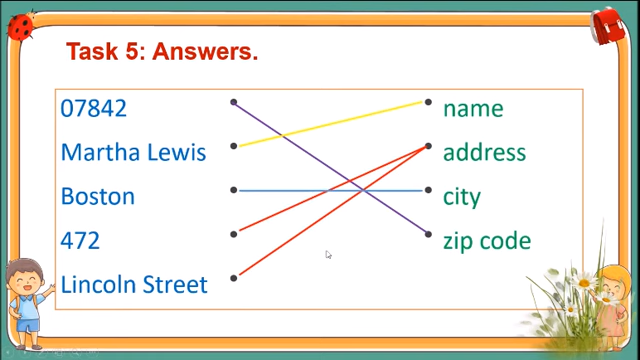 Task 5: Answers.
07842 name
Martha Lewis address
Boston city
472 zip code
Lincoln Street